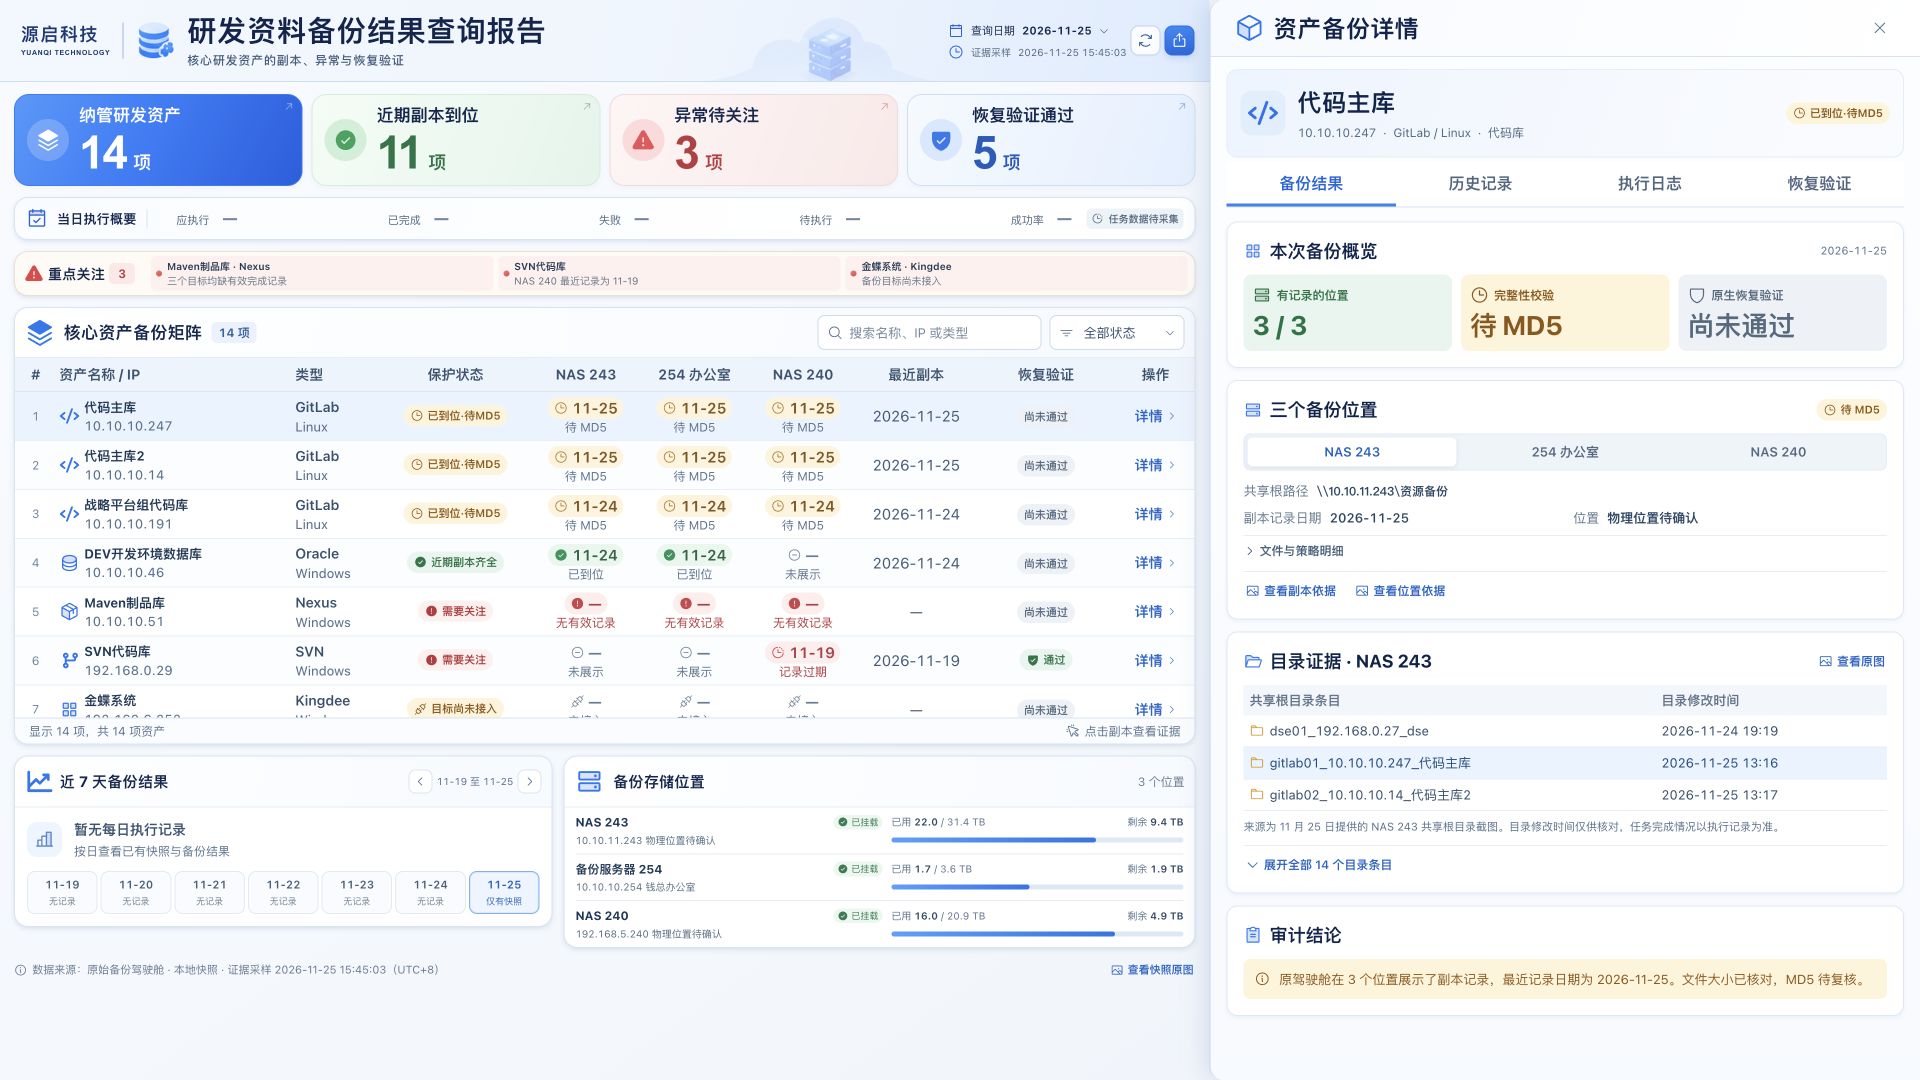 源启科技
YUANQI TECHNOLOGY
研发资料备份结果查询报告
核心研发资产的副本、异常与恢复验证
查询日期 2026-11-25
证据采样 2026-11-25 15:45:03
纳管研发资产
14 项
近期副本到位
11 项
异常待关注
3 项
恢复验证通过
5 项
当日执行概要 应执行 — 已完成 — 失败 — 待执行 — 成功率 — 任务数据待采集
重点关注 3
Maven制品库 · Nexus
三个目标均缺有效完成记录
SVN代码库
NAS 240 最近记录为 11-19
金蝶系统 · Kingdee
备份目标尚未接入
核心资产备份矩阵 14 项
搜索名称、IP 或类型
全部状态
# 资产名称 / IP 类型 保护状态 NAS 243 254 办公室 NAS 240 最近副本 恢复验证 操作
1 代码主库 GitLab 已到位·待MD5 11-25 11-25 11-25 2026-11-25 尚未通过 详情
10.10.10.247 Linux 待 MD5 待 MD5 待 MD5
2 代码主库2 GitLab 已到位·待MD5 11-25 11-25 11-25 2026-11-25 尚未通过 详情
10.10.10.14 Linux 待 MD5 待 MD5 待 MD5
3 战略平台组代码库 GitLab 已到位·待MD5 11-24 11-24 11-24 2026-11-24 尚未通过 详情
10.10.10.191 Linux 待 MD5 待 MD5 待 MD5
4 DEV开发环境数据库 Oracle 近期副本齐全 11-24 11-24 — 2026-11-24 尚未通过 详情
10.10.10.46 Windows 已到位 已到位 未展示
5 Maven制品库 Nexus 需要关注 — — — — 尚未通过 详情
10.10.10.51 Windows 无有效记录 无有效记录 无有效记录
6 SVN代码库 SVN 需要关注 — — 11-19 2026-11-19 通过 详情
192.168.0.29 Windows 未展示 未展示 记录过期
7 金蝶系统 Kingdee 目标尚未接入 — — — — 尚未通过 详情
显示 14 项，共 14 项资产
点击副本查看证据
近 7 天备份结果
11-19 至 11-25
暂无每日执行记录
按日查看已有快照与备份结果
11-19 11-20 11-21 11-22 11-23 11-24 11-25
无记录 无记录 无记录 无记录 无记录 无记录 仅有快照
备份存储位置
3 个位置
NAS 243 已挂载 已用 22.0 / 31.4 TB 剩余 9.4 TB
10.10.11.243 物理位置待确认
备份服务器 254 已挂载 已用 1.7 / 3.6 TB 剩余 1.9 TB
10.10.10.254 钱总办公室
NAS 240 已挂载 已用 16.0 / 20.9 TB 剩余 4.9 TB
192.168.5.240 物理位置待确认
数据来源：原始备份驾驶舱 · 本地快照 · 证据采样 2026-11-25 15:45:03（UTC+8）
查看快照原图
资产备份详情
代码主库
10.10.10.247 · GitLab / Linux · 代码库
已到位·待MD5
备份结果 历史记录 执行日志 恢复验证
本次备份概览
2026-11-25
有记录的位置
3 / 3
完整性校验
待 MD5
原生恢复验证
尚未通过
三个备份位置
待 MD5
NAS 243 254 办公室 NAS 240
共享根路径 \\10.10.11.243\资源备份
副本记录日期 2026-11-25 位置 物理位置待确认
文件与策略明细
查看副本依据 查看位置依据
目录证据 · NAS 243
查看原图
共享根目录条目 目录修改时间
dse01_192.168.0.27_dse 2026-11-24 19:19
gitlab01_10.10.10.247_代码主库 2026-11-25 13:16
gitlab02_10.10.10.14_代码主库2 2026-11-25 13:17
来源为 11 月 25 日提供的 NAS 243 共享根目录截图。目录修改时间仅供核对，任务完成情况以执行记录为准。
展开全部 14 个目录条目
审计结论
原驾驶舱在 3 个位置展示了副本记录，最近记录日期为 2026-11-25。文件大小已核对，MD5 待复核。